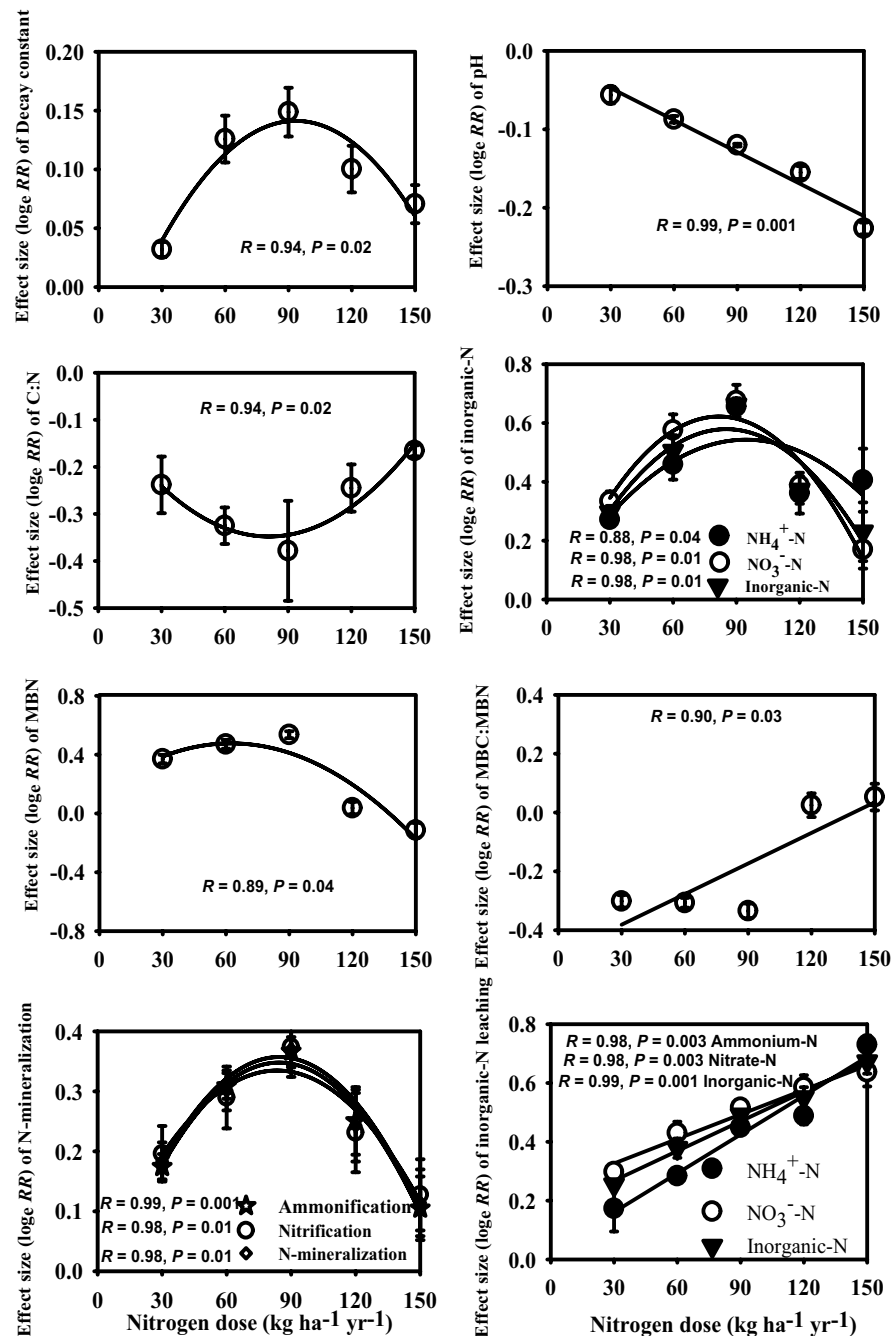 Effect size (logₑ RR) of Decay constant
0.20
0.15
0.10
0.05
0.00
R = 0.94, P = 0.02
0 30 60 90 120 150
Effect size (logₑ RR) of pH
0.0
-0.1
-0.2
-0.3
R = 0.99, P = 0.001
0 30 60 90 120 150
Effect size (logₑ RR) of C:N
0.0
-0.1
-0.2
-0.3
-0.4
-0.5
R = 0.94, P = 0.02
0 30 60 90 120 150
Effect size (logₑ RR) of inorganic-N
0.8
0.6
0.4
0.2
0.0
R = 0.88, P = 0.04 NH₄⁺-N
R = 0.98, P = 0.01 NO₃⁻-N
R = 0.98, P = 0.01 Inorganic-N
0 30 60 90 120 150
Effect size (logₑ RR) of MBN
0.8
0.4
0.0
-0.4
-0.8
R = 0.89, P = 0.04
0 30 60 90 120 150
Effect size (logₑ RR) of MBC:MBN
0.4
0.2
0.0
-0.2
-0.4
R = 0.90, P = 0.03
0 30 60 90 120 150
Effect size (logₑ RR) of N-mineralization
0.4
0.3
0.2
0.1
0.0
R = 0.99, P = 0.001 Ammonification
R = 0.98, P = 0.01 Nitrification
R = 0.98, P = 0.01 N-mineralization
0 30 60 90 120 150
Nitrogen dose (kg ha⁻¹ yr⁻¹)
Effect size (logₑ RR) of inorganic-N leaching
0.8
0.6
0.4
0.2
0.0
R = 0.98, P = 0.003 Ammonium-N
R = 0.98, P = 0.003 Nitrate-N
R = 0.99, P = 0.001 Inorganic-N
NH₄⁺-N
NO₃⁻-N
Inorganic-N
0 30 60 90 120 150
Nitrogen dose (kg ha⁻¹ yr⁻¹)